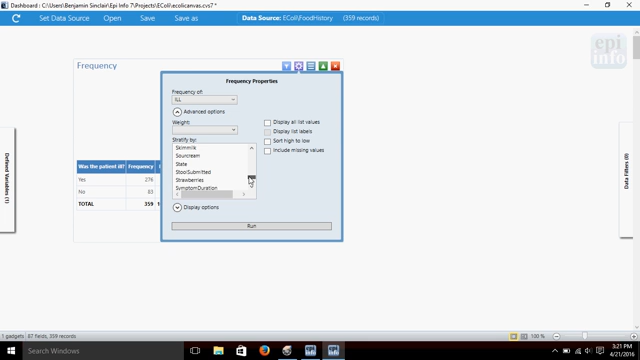 Dashboard : C:\Users\Benjamin Sinclair\Epi Info 7\Projects\EColi\ecolicanvas.cvs7 *
Set Data Source
Open
Save
Save as
Data Source: EColi\FoodHistory (359 records)
epi
info
Frequency
Frequency Properties
Frequency of:
ILL
Advanced options
Weight:
Display all list values
Display list labels
Sort high to low
Include missing values
Stratify by:
Skimmilk
Sourcream
State
StoolSubmitted
Strawberries
SymptomDuration
Display options
Run
Was the patient ill? Frequency
Yes 276
No 83
TOTAL 359 1
Defined Variables (1)
Data Filters (0)
1 gadgets 87 fields, 359 records
100 %
Search Windows
3:21 PM
4/21/2016